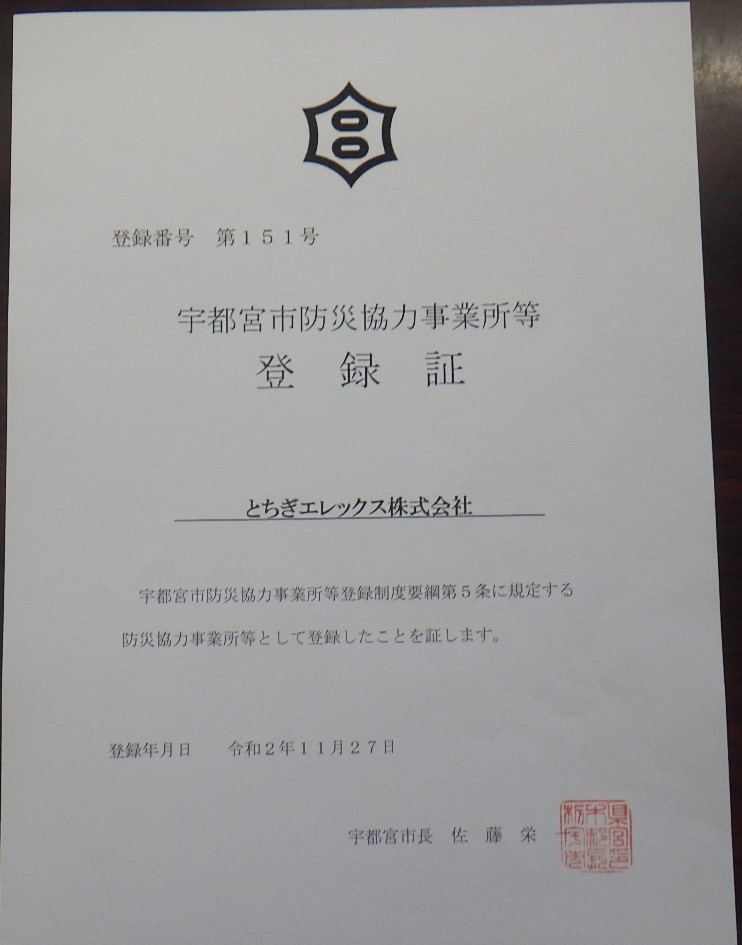 登録番号　第１５１号
宇都宮市防災協力事業所等
登　録　証
とちぎエレックス株式会社
宇都宮市防災協力事業所等登録制度要綱第５条に規定する
防災協力事業所等として登録したことを証します。
登録年月日　　令和２年１１月２７日
宇都宮市長　佐　藤　栄　一